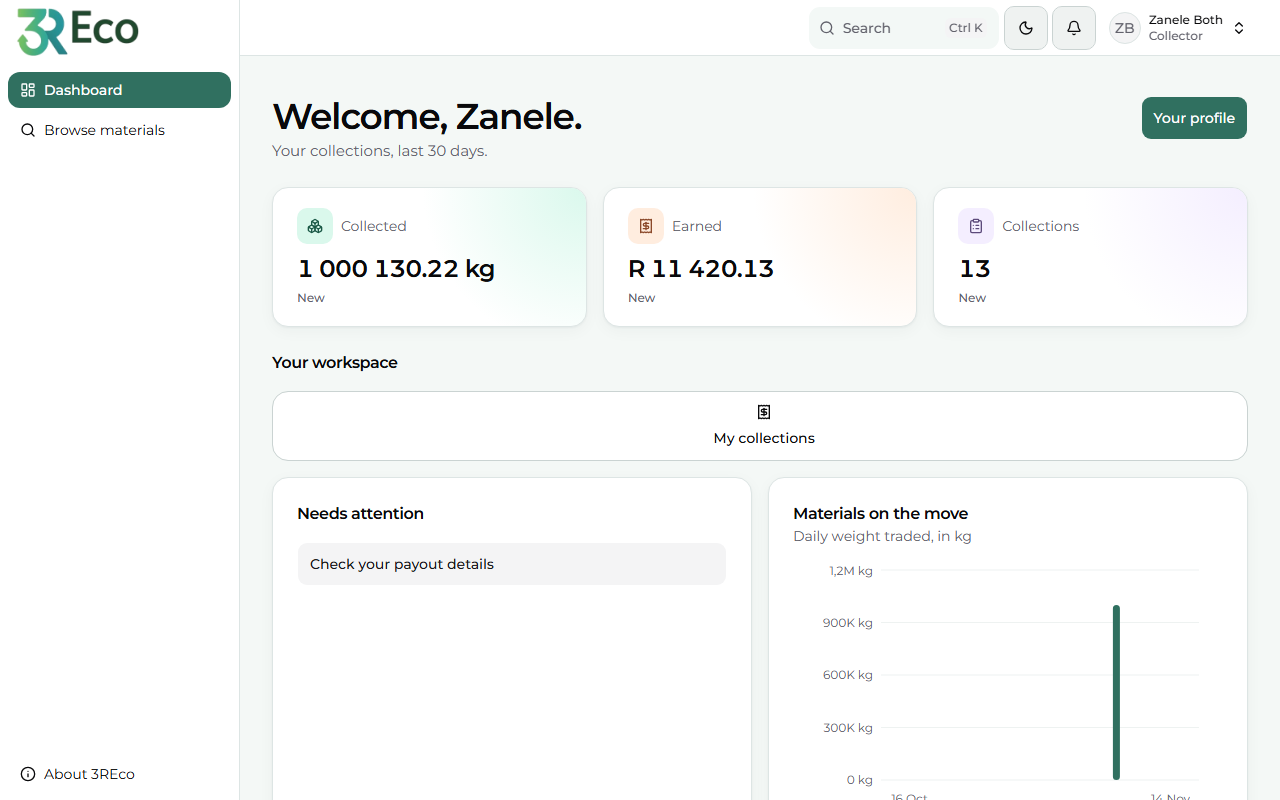 3R Eco
Search
Ctrl K
ZB
Zanele Both
Collector
Dashboard
Browse materials
Welcome, Zanele.
Your collections, last 30 days.
Your profile
Collected
1 000 130.22 kg
New
Earned
R 11 420.13
New
Collections
13
New
Your workspace
My collections
Needs attention
Check your payout details
Materials on the move
Daily weight traded, in kg
1,2M kg
900K kg
600K kg
300K kg
0 kg
16 Oct
14 Nov
About 3REco